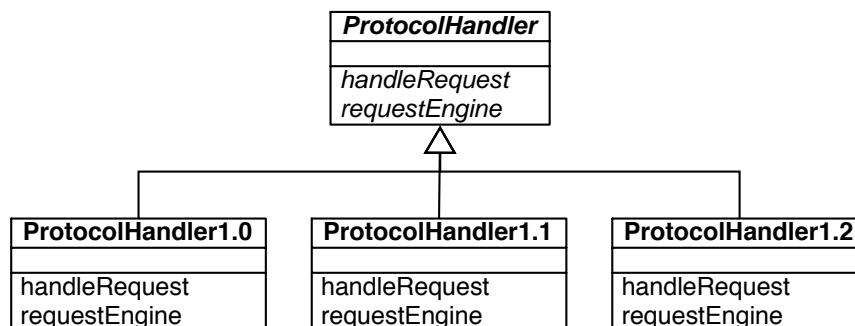 ProtocolHandler
handleRequest
requestEngine
ProtocolHandler1.0
handleRequest
requestEngine
ProtocolHandler1.1
handleRequest
requestEngine
ProtocolHandler1.2
handleRequest
requestEngine